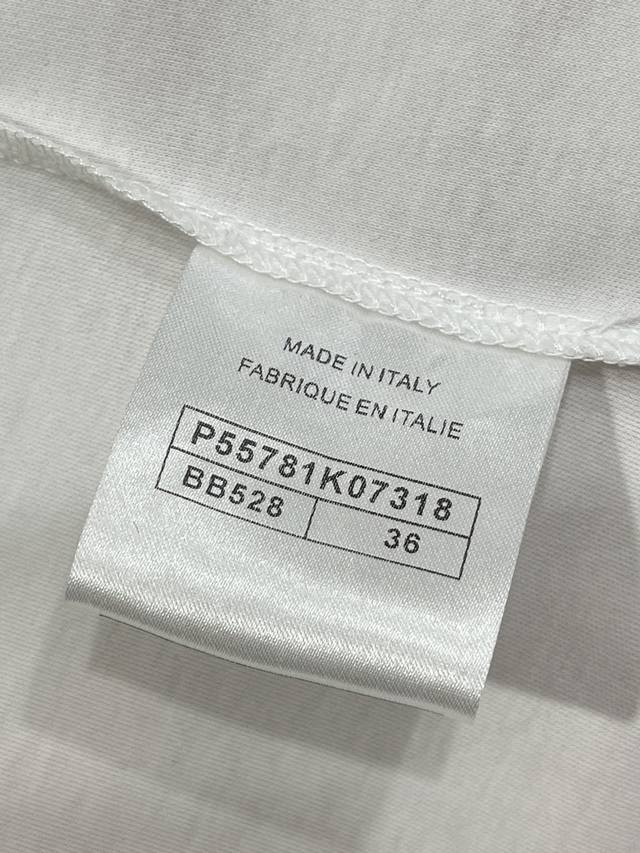 MADE IN ITALY
FABRIQUE EN ITALIE
P55781K07318
BB528 36